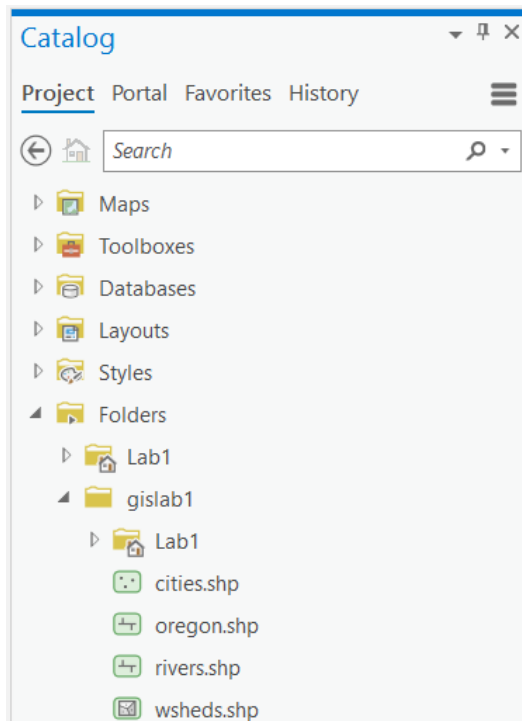 Catalog
Project Portal Favorites History
Search
Maps
Toolboxes
Databases
Layouts
Styles
Folders
Lab1
gislab1
Lab1
cities.shp
oregon.shp
rivers.shp
wsheds.shp